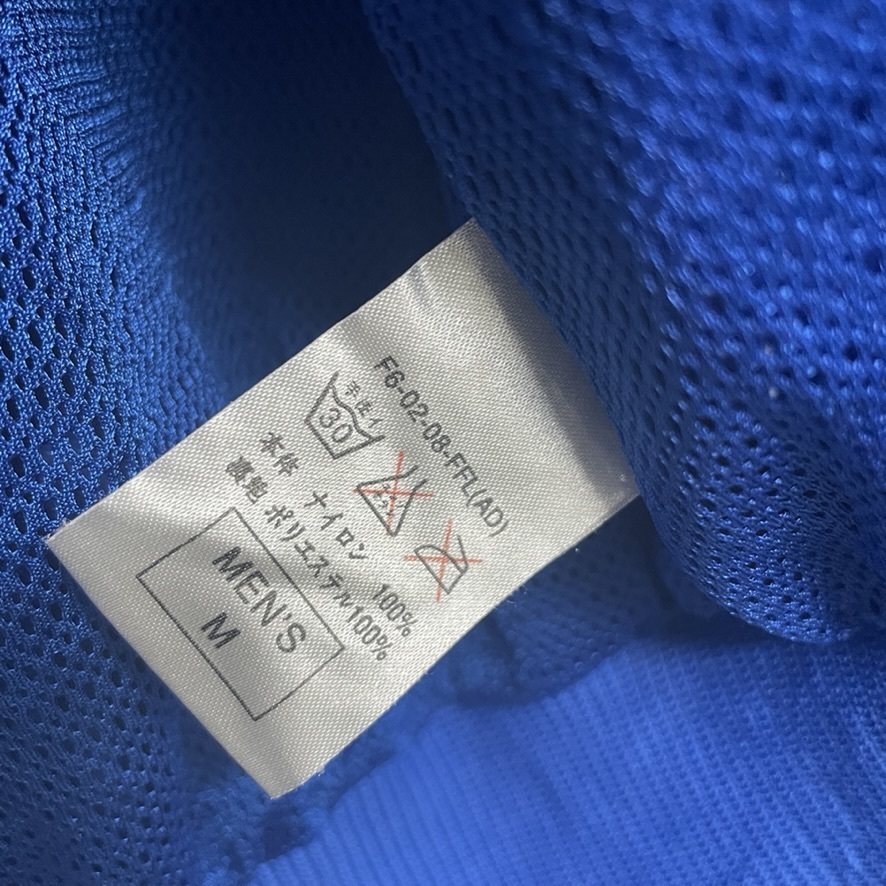 F6-02-08-FFL(AD)
手洗イ
30
本体 ナイロン 100%
裏地 ポリエステル100%
MEN'S
M